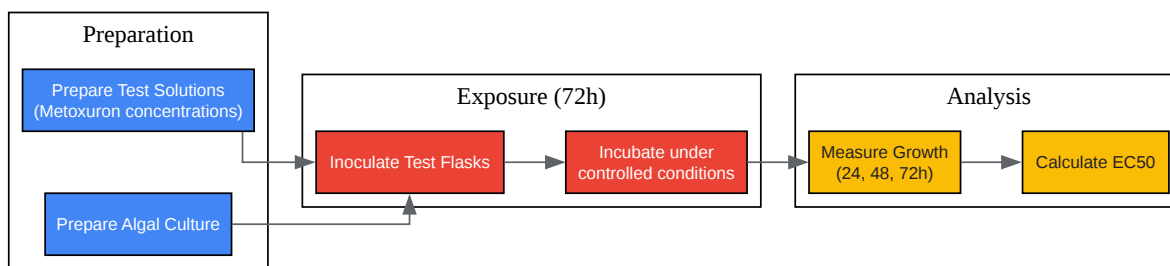 Preparation
Prepare Test Solutions
(Metoxuron concentrations)
Prepare Algal Culture
Exposure (72h)
Inoculate Test Flasks
Incubate under
controlled conditions
Analysis
Measure Growth
(24, 48, 72h)
Calculate EC50